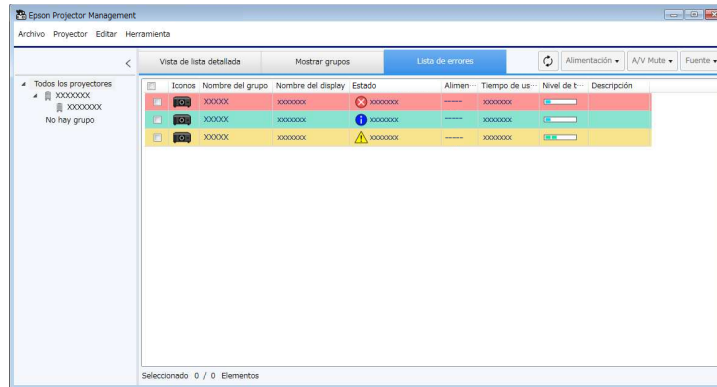 Epson Projector Management
Archivo Proyector Editar Herramienta
Vista de lista detallada Mostrar grupos Lista de errores Alimentación A/V Mute Fuente
Todos los proyectores
XXXXXXX
XXXXXXX
No hay grupo
Iconos Nombre del grupo Nombre del display Estado Alimen··· Tiempo de us··· Nivel de t··· Descripción
XXXXX xxxxxxx xxxxxxx ----- xxxxxxx
XXXXX xxxxxxx xxxxxxx ----- xxxxxxx
XXXXX xxxxxxx xxxxxxx ----- xxxxxxx
Seleccionado 0 / 0 Elementos